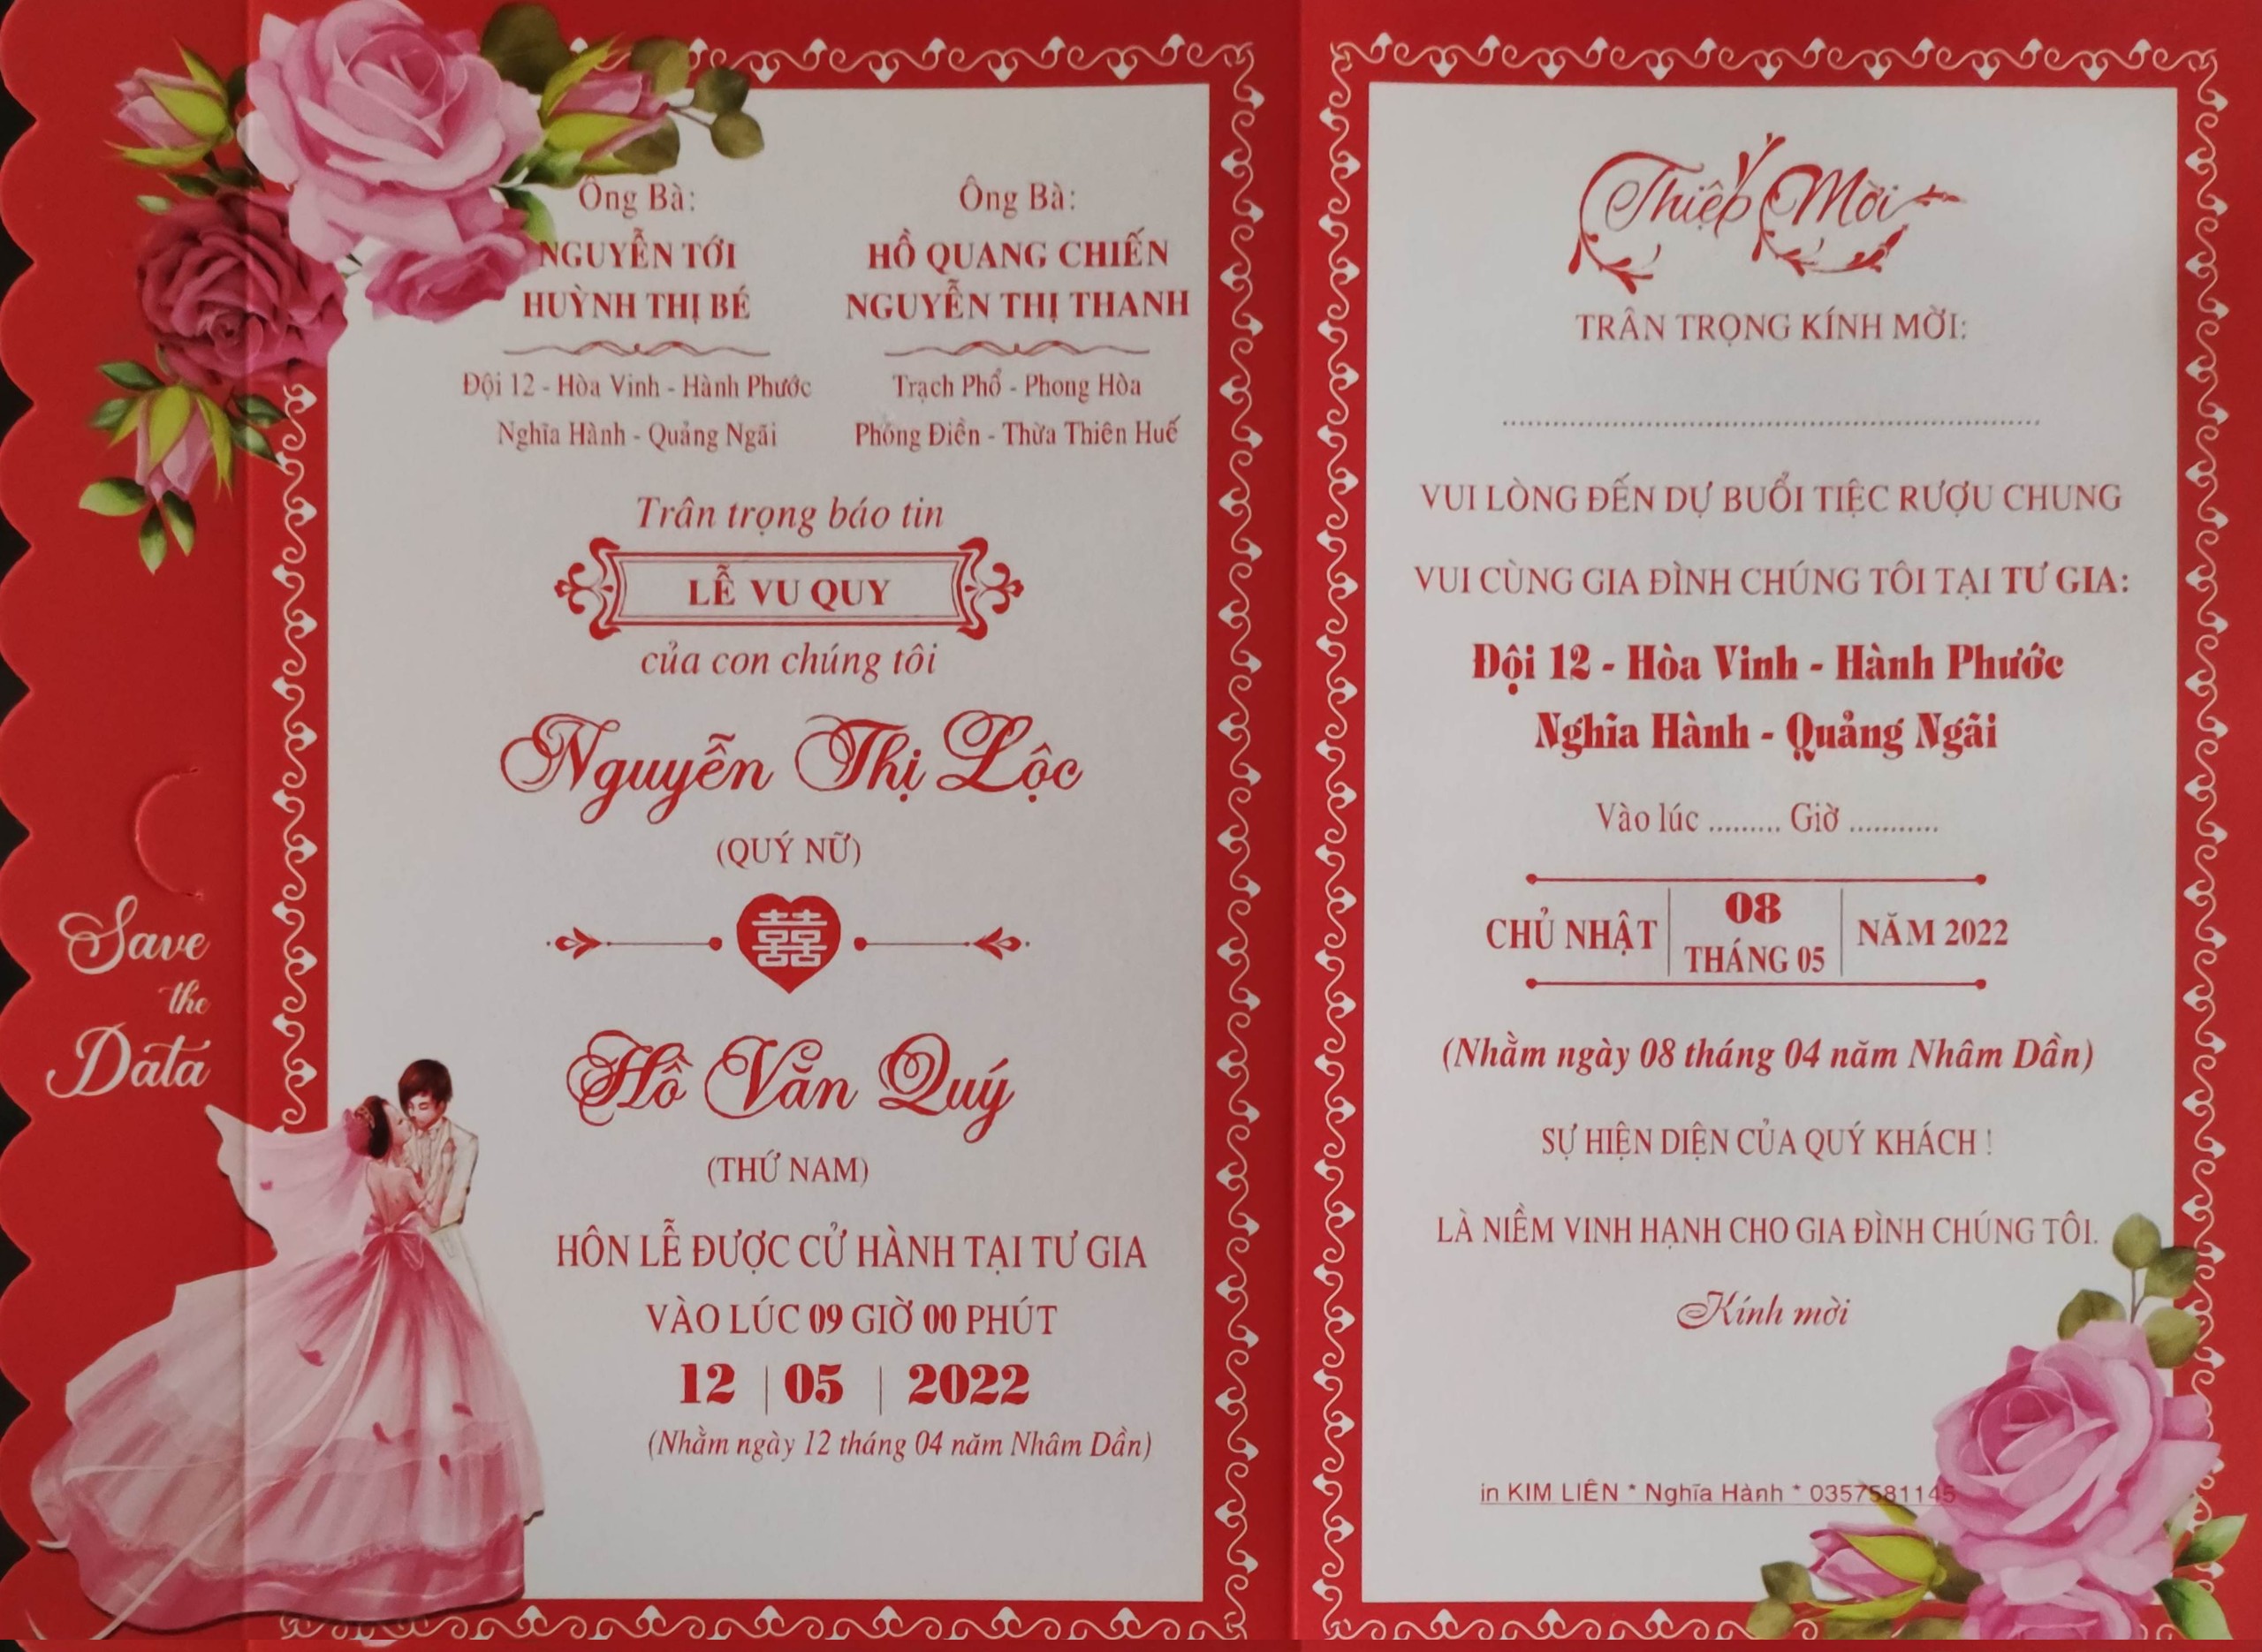 Save
the
Data
Ông Bà:
NGUYỄN TỚI
HUỲNH THỊ BÉ
Đội 12 - Hòa Vinh - Hành Phước
Nghĩa Hành - Quảng Ngãi
Ông Bà:
HỒ QUANG CHIẾN
NGUYỄN THỊ THANH
Trạch Phổ - Phong Hòa
Phong Điền - Thừa Thiên Huế
Trân trọng báo tin
LỄ VU QUY
của con chúng tôi
Nguyễn Thị Lộc
(QUÝ NỮ)
囍
Hồ Văn Quý
(THỨ NAM)
HÔN LỄ ĐƯỢC CỬ HÀNH TẠI TƯ GIA
VÀO LÚC 09 GIỜ 00 PHÚT
12 | 05 | 2022
(Nhằm ngày 12 tháng 04 năm Nhâm Dần)
Thiệp Mời
TRÂN TRỌNG KÍNH MỜI:
................................................................................
VUI LÒNG ĐẾN DỰ BUỔI TIỆC RƯỢU CHUNG
VUI CÙNG GIA ĐÌNH CHÚNG TÔI TẠI TƯ GIA:
Đội 12 - Hòa Vinh - Hành Phước
Nghĩa Hành - Quảng Ngãi
Vào lúc ......... Giờ ...........
CHỦ NHẬT | 08 THÁNG 05 | NĂM 2022
(Nhằm ngày 08 tháng 04 năm Nhâm Dần)
SỰ HIỆN DIỆN CỦA QUÝ KHÁCH !
LÀ NIỀM VINH HẠNH CHO GIA ĐÌNH CHÚNG TÔI.
Kính mời
in KIM LIÊN * Nghĩa Hành * 0357581145